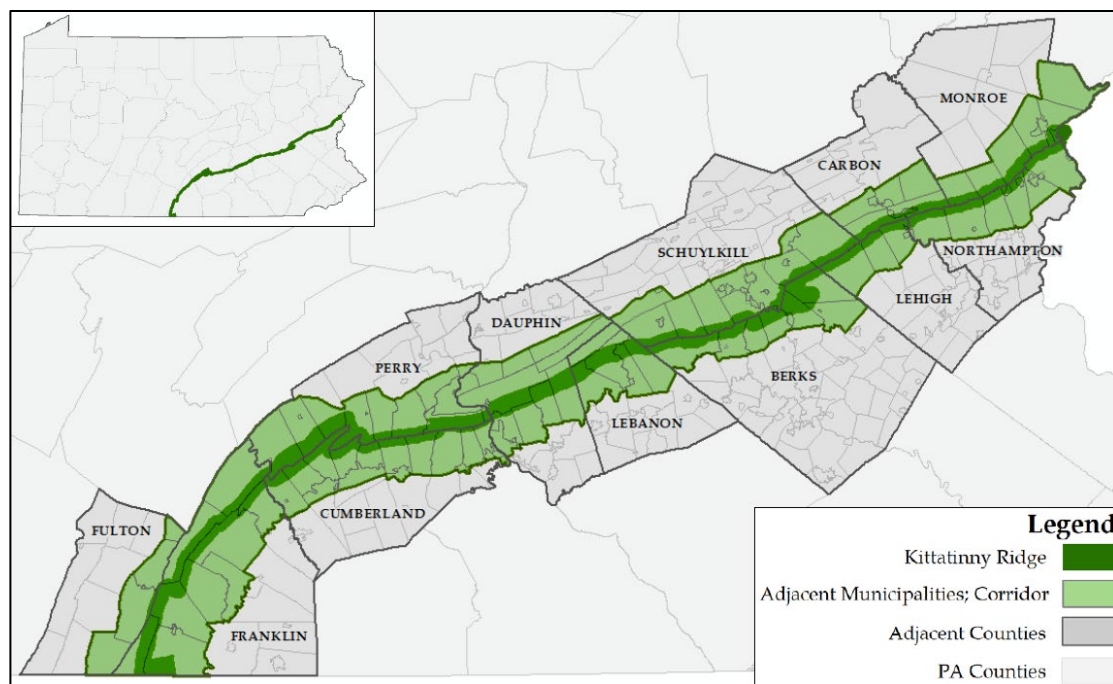 MONROE
CARBON
SCHUYLKILL
NORTHAMPTON
LEHIGH
DAUPHIN
PERRY
BERKS
LEBANON
CUMBERLAND
FULTON
FRANKLIN
Legend
Kittatinny Ridge
Adjacent Municipalities; Corridor
Adjacent Counties
PA Counties